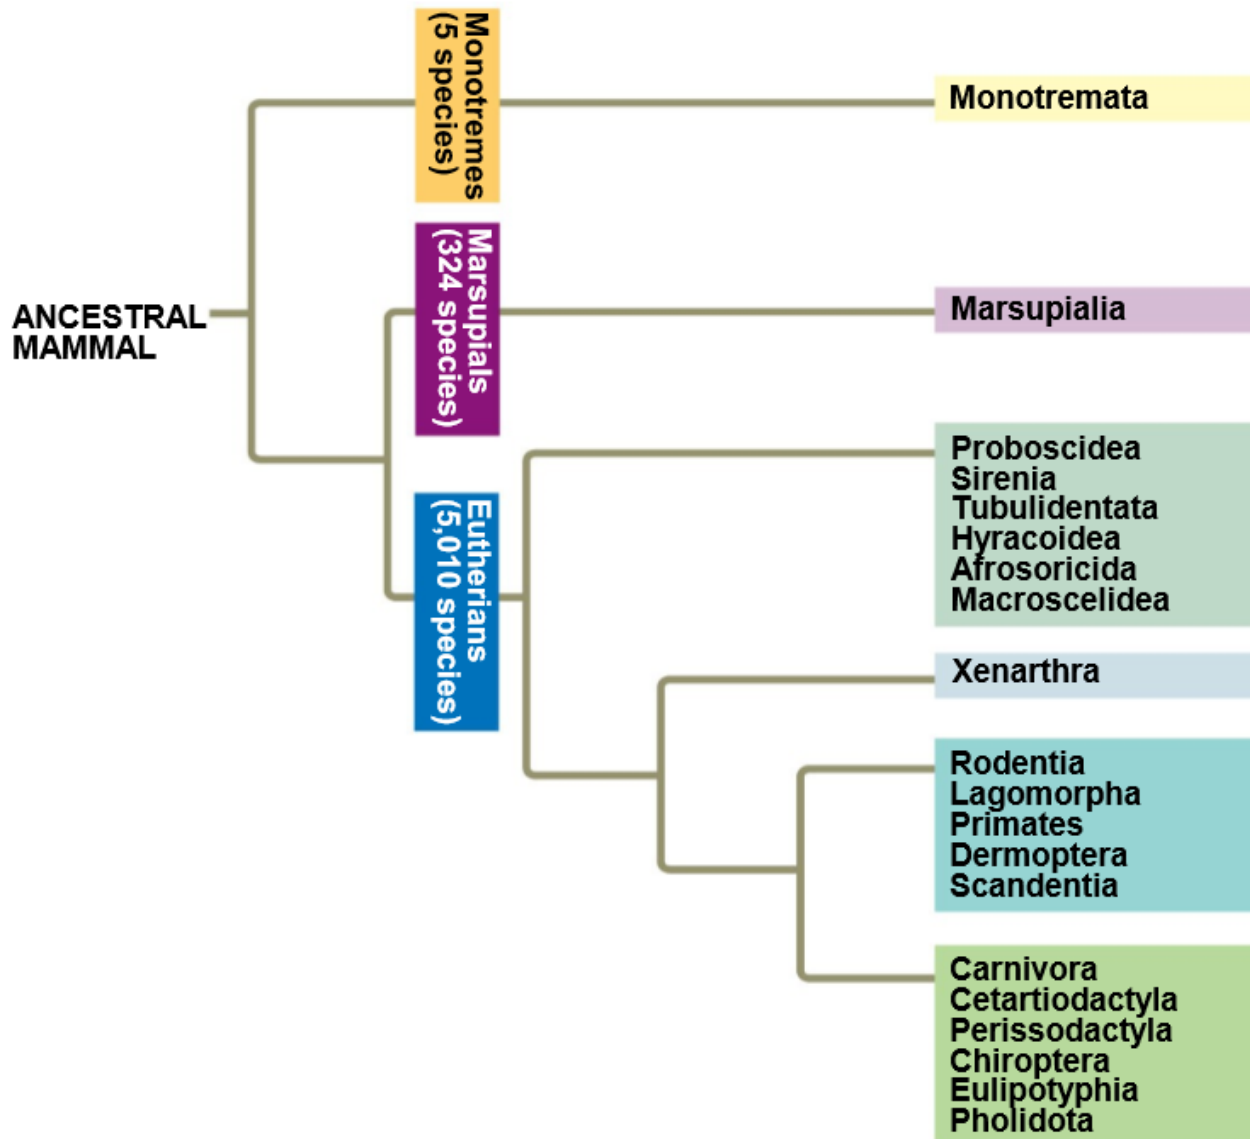 Monotremes
(5 species)
Monotremata
Marsupials
(324 species)
Marsupialia
ANCESTRAL
MAMMAL
Eutherians
(5,010 species)
Proboscidea
Sirenia
Tubulidentata
Hyracoidea
Afrosoricida
Macroscelidea
Xenarthra
Rodentia
Lagomorpha
Primates
Dermoptera
Scandentia
Carnivora
Cetartiodactyla
Perissodactyla
Chiroptera
Eulipotyphia
Pholidota